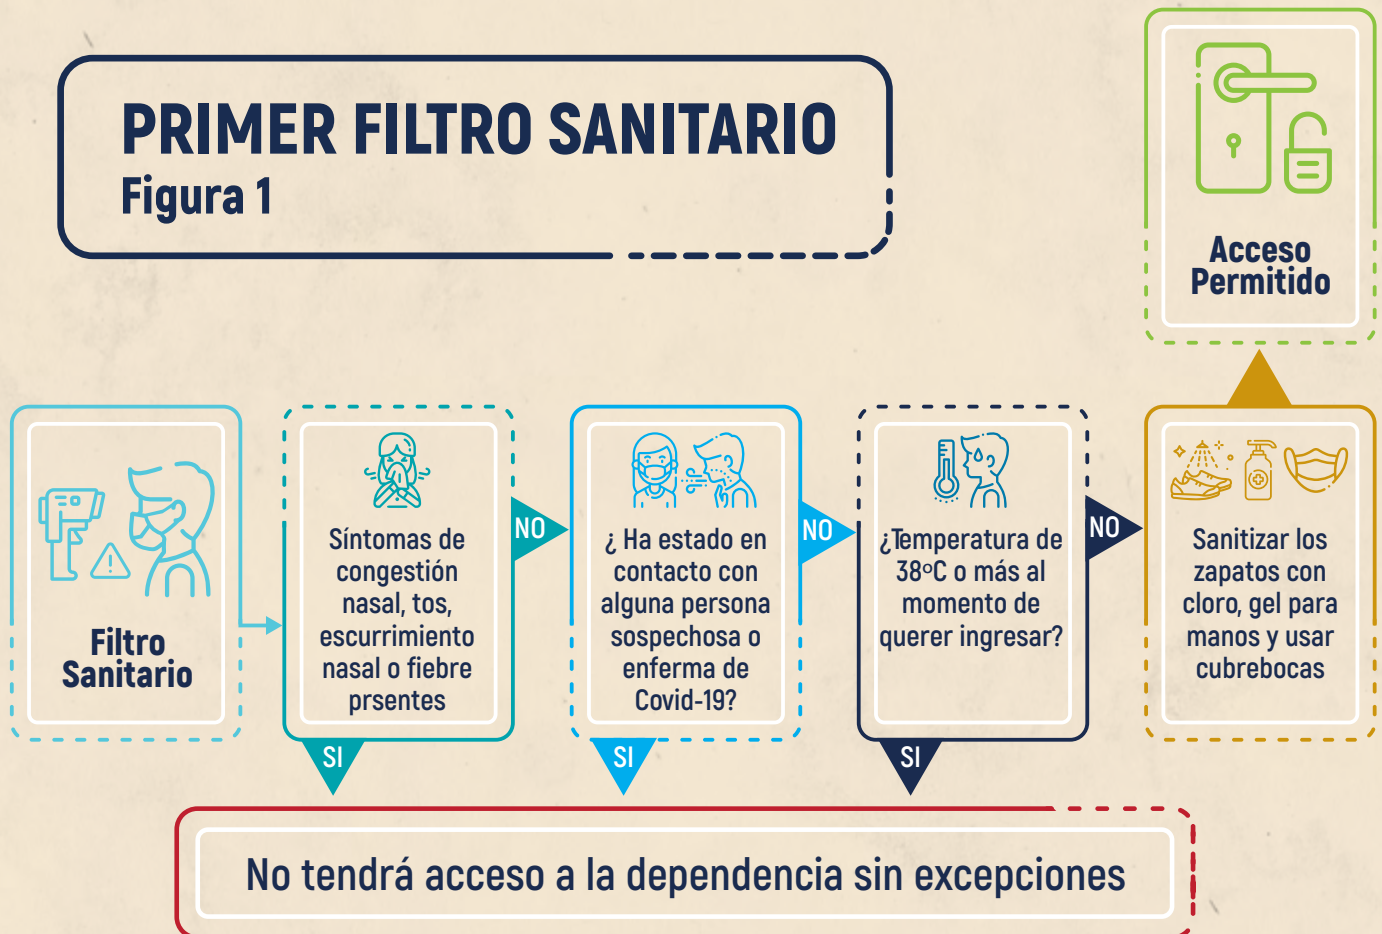 PRIMER FILTRO SANITARIO
Figura 1
Acceso
Permitido
Filtro
Sanitario
Síntomas de
congestión
nasal, tos,
escurrimiento
nasal o fiebre
prsentes
NO
SI
¿ Ha estado en
contacto con
alguna persona
sospechosa o
enferma de
Covid-19?
NO
SI
¿Temperatura de
38ºC o más al
momento de
querer ingresar?
NO
SI
Sanitizar los
zapatos con
cloro, gel para
manos y usar
cubrebocas
No tendrá acceso a la dependencia sin excepciones